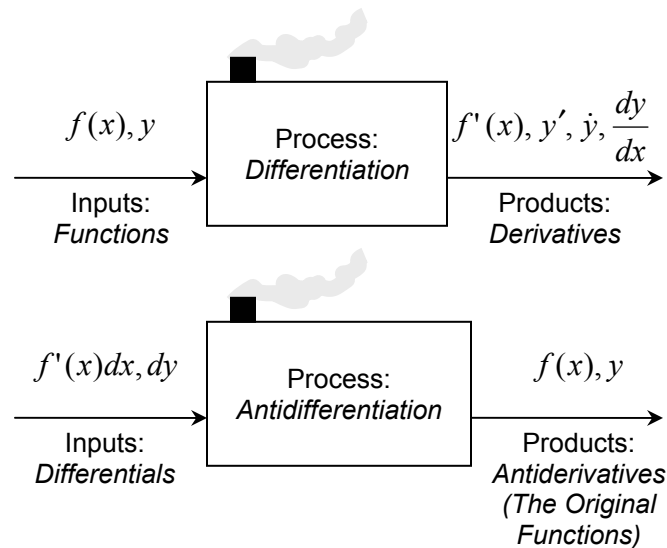 f(x), y
Process:
Differentiation
f'(x), y′, ẏ, dy/dx
Inputs:
Functions
Products:
Derivatives
f'(x)dx, dy
Process:
Antidifferentiation
f(x), y
Inputs:
Differentials
Products:
Antiderivatives
(The Original
Functions)